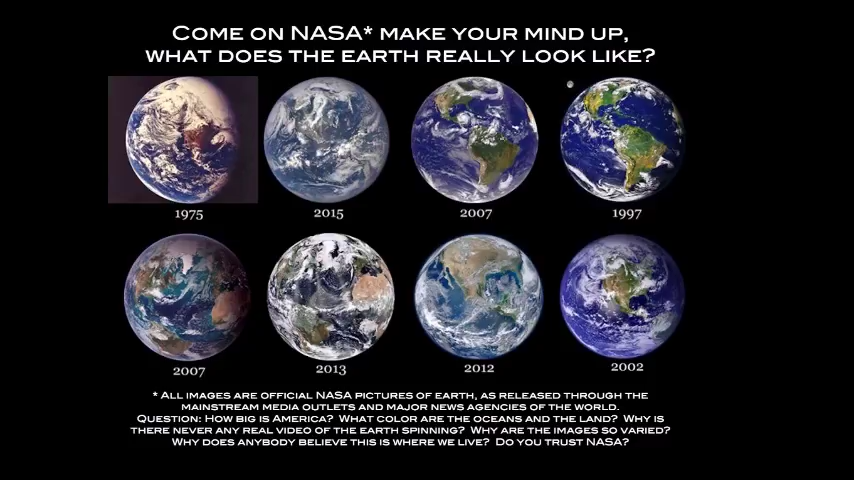 Come on NASA* make your mind up,
what does the earth really look like?
1975
2015
2007
1997
2007
2013
2012
2002
* All images are official NASA pictures of earth, as released through the
mainstream media outlets and major news agencies of the world.
Question: How big is America? What color are the oceans and the land? Why is
there never any real video of the earth spinning? Why are the images so varied?
Why does anybody believe this is where we live? Do you trust NASA?